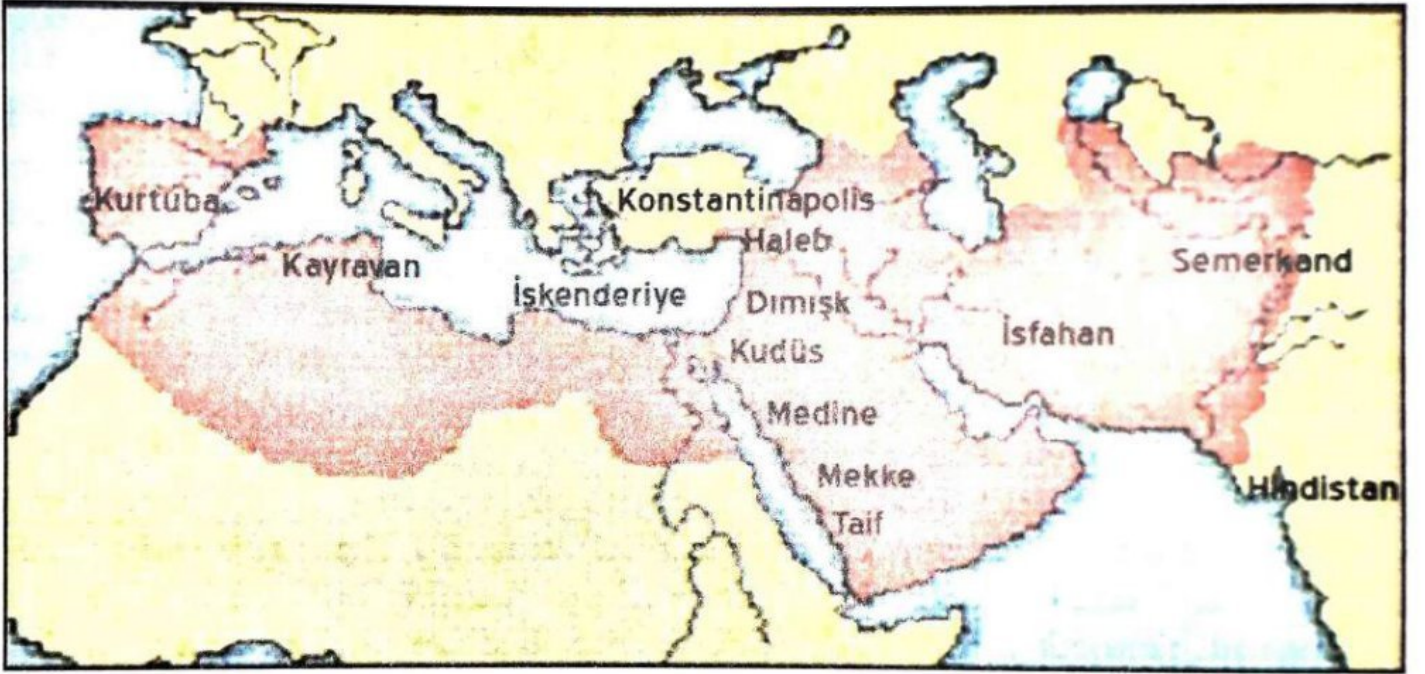 Kurtuba
Konstantinapolis
Haleb
Kayravan
Semerkand
İskenderiye
Dımışk
İsfahan
Kudüs
Medine
Mekke
Hindistan
Taif